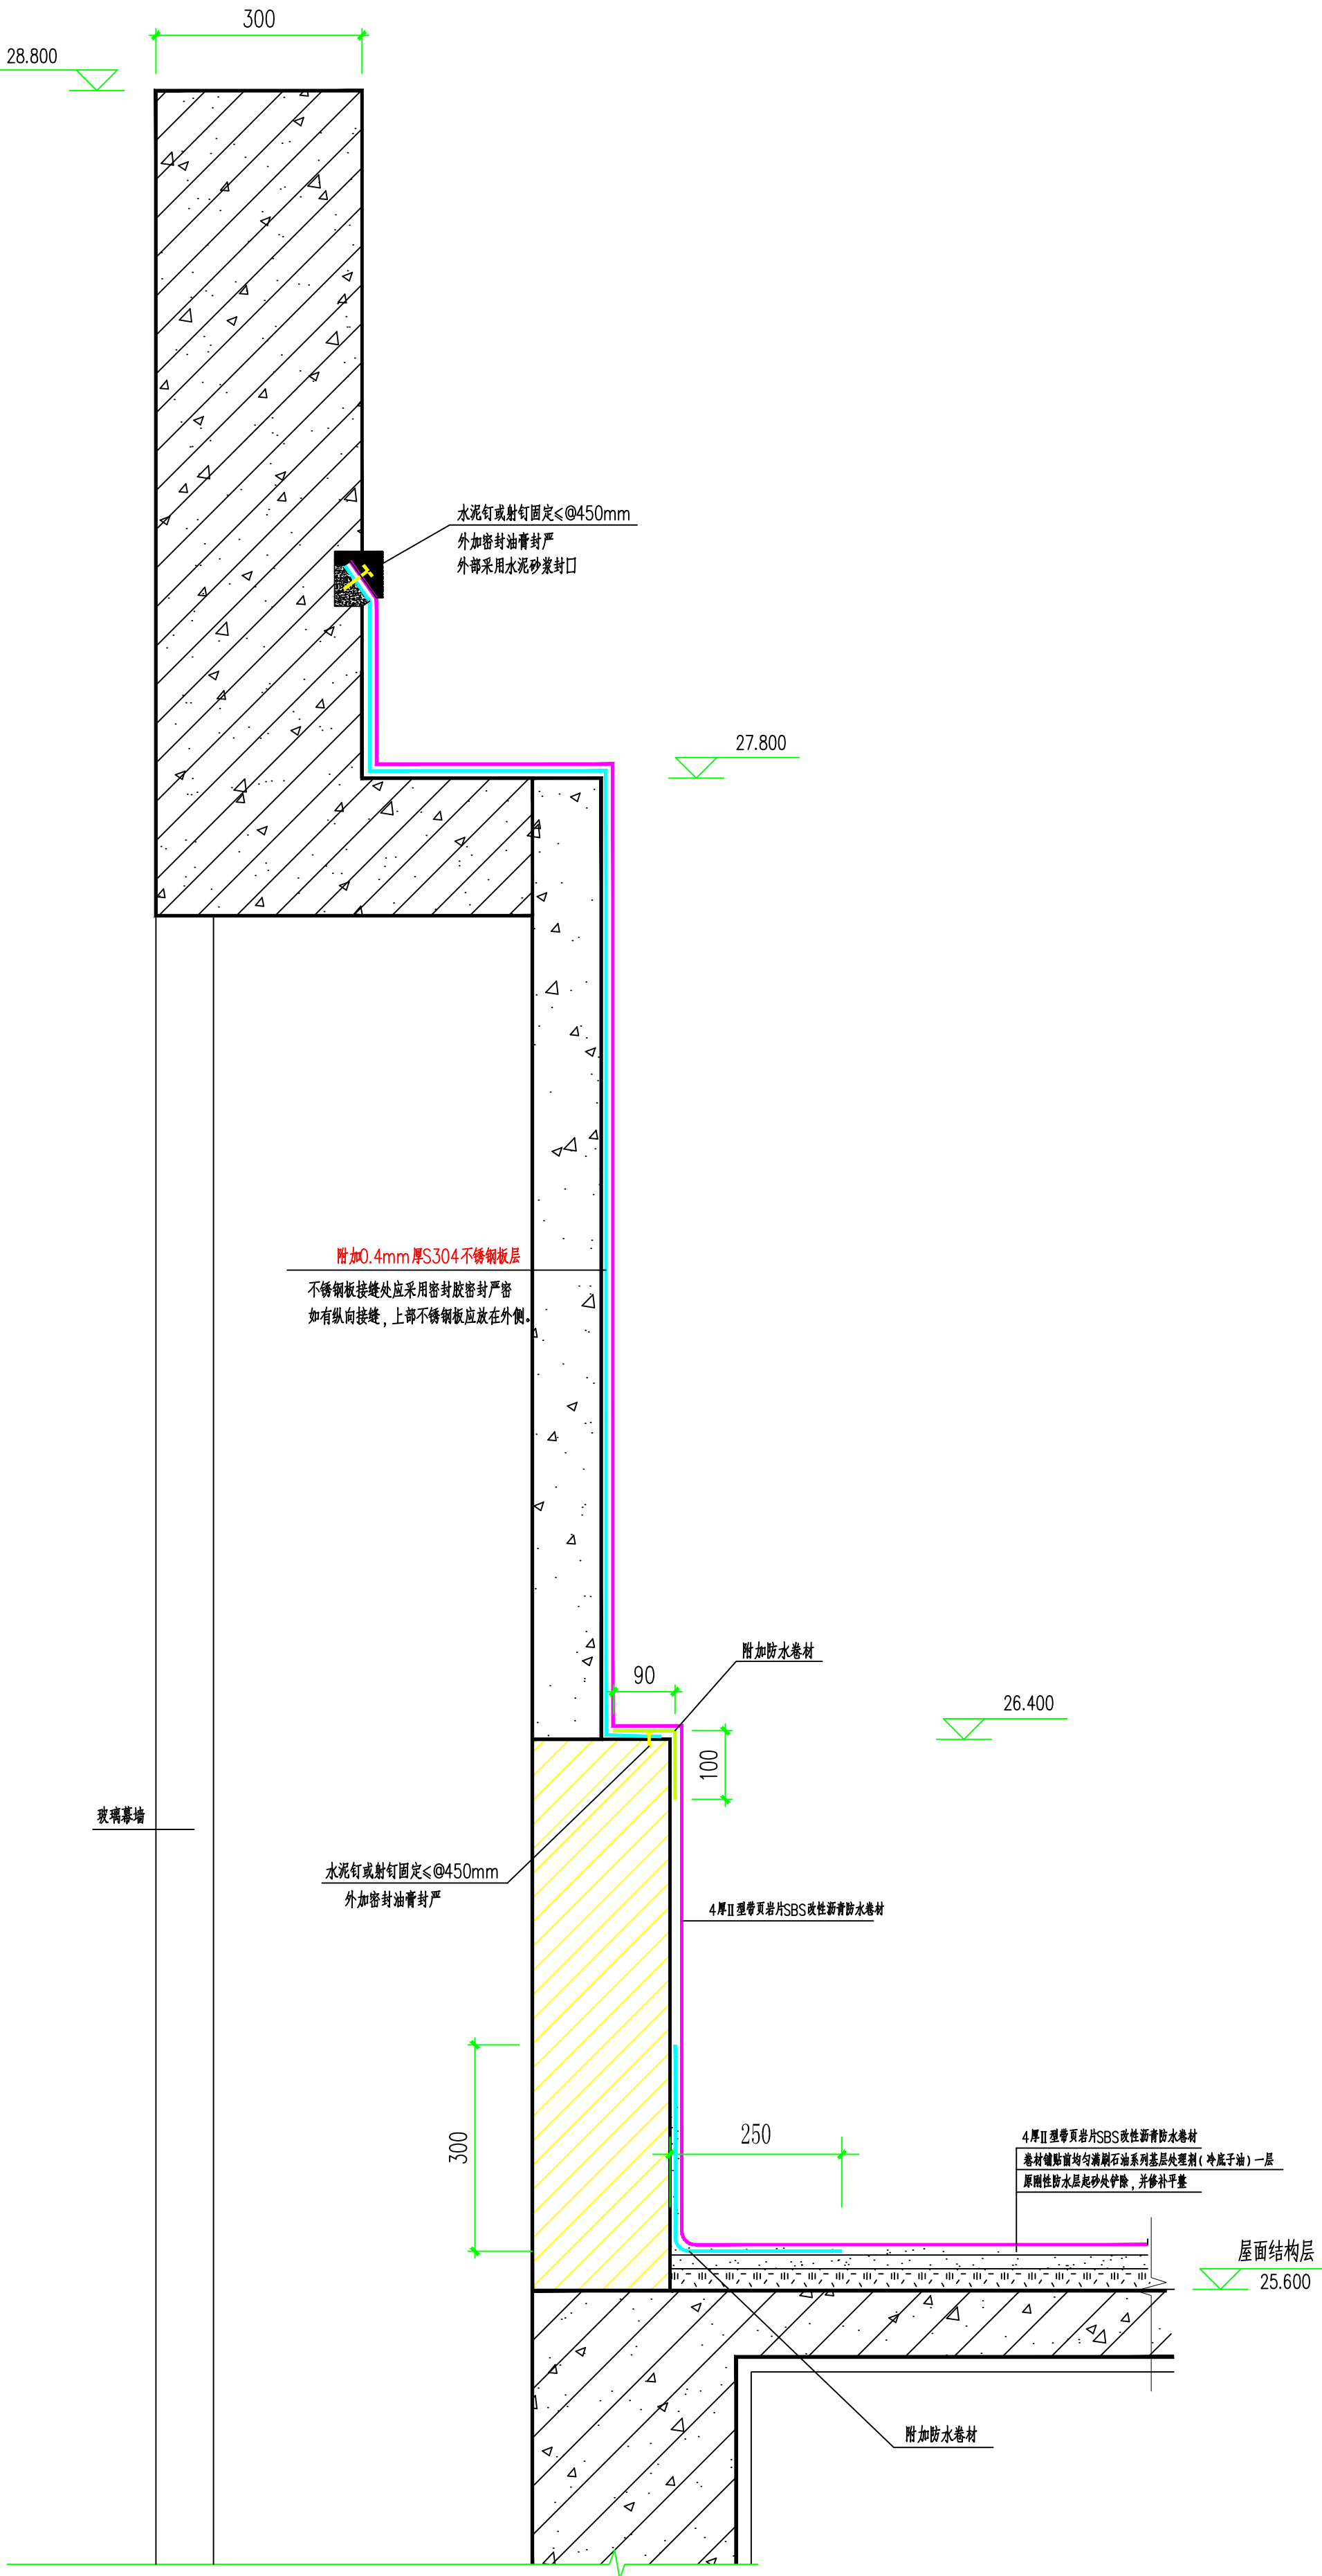 300
28.800
水泥钉或射钉固定≤@450mm
外加密封油膏封严
外部采用水泥砂浆封口
27.800
附加0.4mm厚S304不锈钢板层
不锈钢板接缝处应采用密封胶密封严密
如有纵向接缝，上部不锈钢板应放在外侧。
附加防水卷材
90
26.400
100
玻璃幕墙
水泥钉或射钉固定≤@450mm
外加密封油膏封严
4厚II型带页岩片SBS改性沥青防水卷材
300
250
4厚II型带页岩片SBS改性沥青防水卷材
卷材铺贴前均匀满刷石油系列基层处理剂(冷底子油)一层
原刚性防水层起砂处铲除，并修补平整
屋面结构层
25.600
附加防水卷材